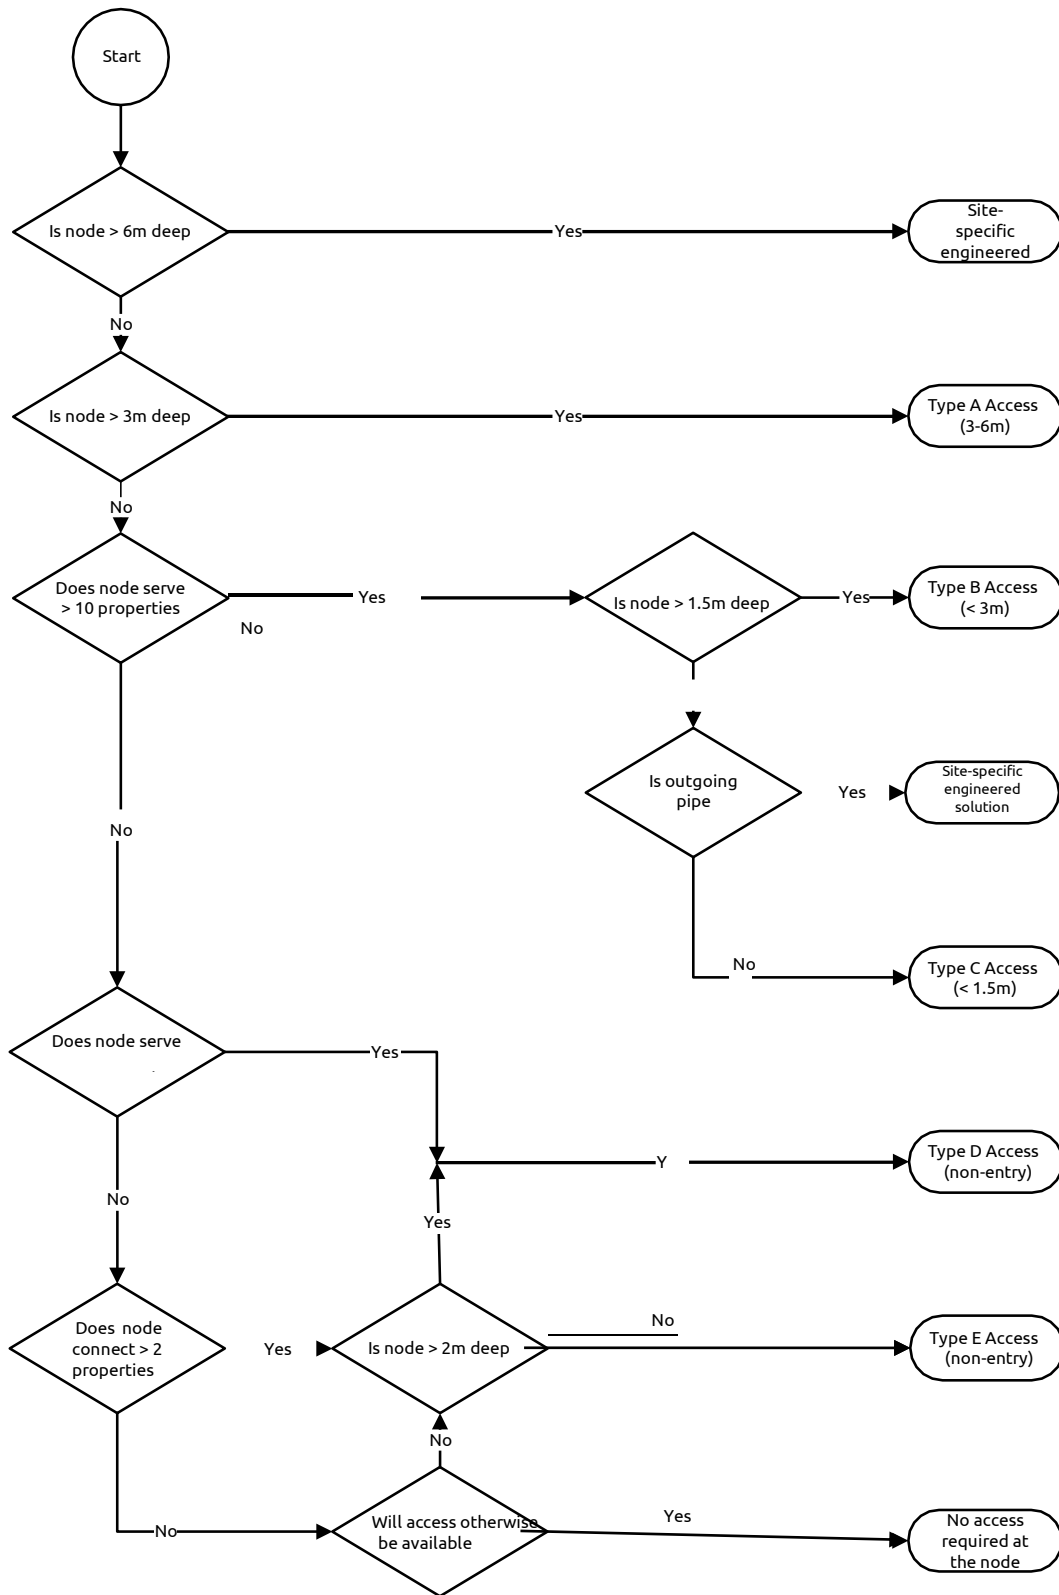 Start
Is node > 6m deep
Yes
Site-
specific
engineered
No
Is node > 3m deep
Yes
Type A Access
(3-6m)
No
Does node serve
> 10 properties
Yes
No
Is node > 1.5m deep
Yes
Type B Access
(< 3m)
Is outgoing
pipe
Yes
Site-specific
engineered
solution
No
No
Type C Access
(< 1.5m)
Does node serve
Yes
Y
Type D Access
(non-entry)
No
Yes
Does node
connect > 2
properties
Yes
Is node > 2m deep
No
Type E Access
(non-entry)
No
No
Will access otherwise
be available
Yes
No access
required at
the node